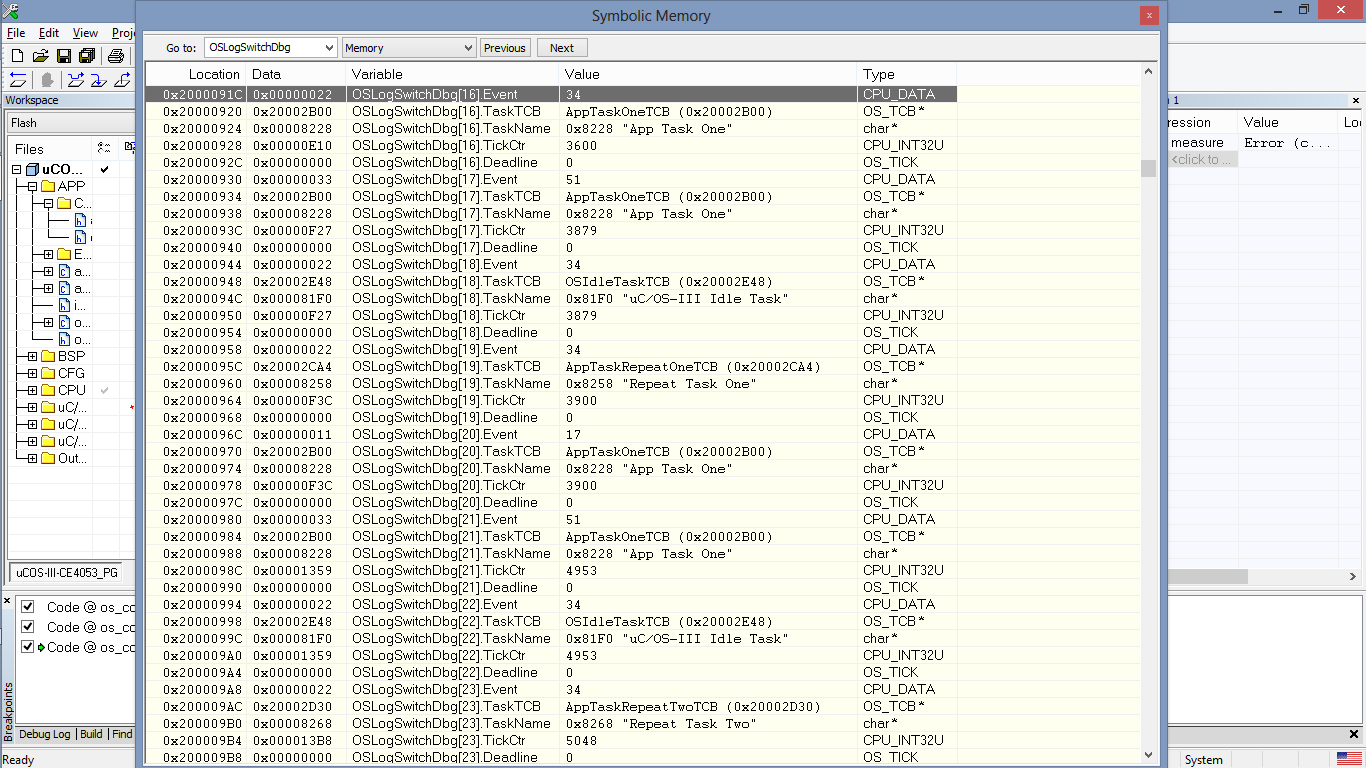 Symbolic Memory
File Edit View Proj
Go to: OSLogSwitchDbg Memory Previous Next
Workspace
Flash
Files
uCO...
APP
C...
E...
a...
a...
i...
o...
o...
BSP
CFG
CPU
uC/...
uC/...
uC/...
Out...
uCOS-III-CE4053_PG
Location Data Variable Value Type
0x2000091C 0x00000022 OSLogSwitchDbg[16].Event 34 CPU_DATA
0x20000920 0x20002B00 OSLogSwitchDbg[16].TaskTCB AppTaskOneTCB (0x20002B00) OS_TCB*
0x20000924 0x00008228 OSLogSwitchDbg[16].TaskName 0x8228 "App Task One" char*
0x20000928 0x00000E10 OSLogSwitchDbg[16].TickCtr 3600 CPU_INT32U
0x2000092C 0x00000000 OSLogSwitchDbg[16].Deadline 0 OS_TICK
0x20000930 0x00000033 OSLogSwitchDbg[17].Event 51 CPU_DATA
0x20000934 0x20002B00 OSLogSwitchDbg[17].TaskTCB AppTaskOneTCB (0x20002B00) OS_TCB*
0x20000938 0x00008228 OSLogSwitchDbg[17].TaskName 0x8228 "App Task One" char*
0x2000093C 0x00000F27 OSLogSwitchDbg[17].TickCtr 3879 CPU_INT32U
0x20000940 0x00000000 OSLogSwitchDbg[17].Deadline 0 OS_TICK
0x20000944 0x00000022 OSLogSwitchDbg[18].Event 34 CPU_DATA
0x20000948 0x20002E48 OSLogSwitchDbg[18].TaskTCB OSIdleTaskTCB (0x20002E48) OS_TCB*
0x2000094C 0x000081F0 OSLogSwitchDbg[18].TaskName 0x81F0 "uC/OS-III Idle Task" char*
0x20000950 0x00000F27 OSLogSwitchDbg[18].TickCtr 3879 CPU_INT32U
0x20000954 0x00000000 OSLogSwitchDbg[18].Deadline 0 OS_TICK
0x20000958 0x00000022 OSLogSwitchDbg[19].Event 34 CPU_DATA
0x2000095C 0x20002CA4 OSLogSwitchDbg[19].TaskTCB AppTaskRepeatOneTCB (0x20002CA4) OS_TCB*
0x20000960 0x00008258 OSLogSwitchDbg[19].TaskName 0x8258 "Repeat Task One" char*
0x20000964 0x00000F3C OSLogSwitchDbg[19].TickCtr 3900 CPU_INT32U
0x20000968 0x00000000 OSLogSwitchDbg[19].Deadline 0 OS_TICK
0x2000096C 0x00000011 OSLogSwitchDbg[20].Event 17 CPU_DATA
0x20000970 0x20002B00 OSLogSwitchDbg[20].TaskTCB AppTaskOneTCB (0x20002B00) OS_TCB*
0x20000974 0x00008228 OSLogSwitchDbg[20].TaskName 0x8228 "App Task One" char*
0x20000978 0x00000F3C OSLogSwitchDbg[20].TickCtr 3900 CPU_INT32U
0x2000097C 0x00000000 OSLogSwitchDbg[20].Deadline 0 OS_TICK
0x20000980 0x00000033 OSLogSwitchDbg[21].Event 51 CPU_DATA
0x20000984 0x20002B00 OSLogSwitchDbg[21].TaskTCB AppTaskOneTCB (0x20002B00) OS_TCB*
0x20000988 0x00008228 OSLogSwitchDbg[21].TaskName 0x8228 "App Task One" char*
0x2000098C 0x00001359 OSLogSwitchDbg[21].TickCtr 4953 CPU_INT32U
0x20000990 0x00000000 OSLogSwitchDbg[21].Deadline 0 OS_TICK
0x20000994 0x00000022 OSLogSwitchDbg[22].Event 34 CPU_DATA
0x20000998 0x20002E48 OSLogSwitchDbg[22].TaskTCB OSIdleTaskTCB (0x20002E48) OS_TCB*
0x2000099C 0x000081F0 OSLogSwitchDbg[22].TaskName 0x81F0 "uC/OS-III Idle Task" char*
0x200009A0 0x00001359 OSLogSwitchDbg[22].TickCtr 4953 CPU_INT32U
0x200009A4 0x00000000 OSLogSwitchDbg[22].Deadline 0 OS_TICK
0x200009A8 0x00000022 OSLogSwitchDbg[23].Event 34 CPU_DATA
0x200009AC 0x20002D30 OSLogSwitchDbg[23].TaskTCB AppTaskRepeatTwoTCB (0x20002D30) OS_TCB*
0x200009B0 0x00008268 OSLogSwitchDbg[23].TaskName 0x8268 "Repeat Task Two" char*
0x200009B4 0x000013B8 OSLogSwitchDbg[23].TickCtr 5048 CPU_INT32U
0x200009B8 0x00000000 OSLogSwitchDbg[23].Deadline 0 OS_TICK
1
ression Value Lo
measure Error (c...
<click to ...
Code @ os_co
Code @ os_co
Code @ os_co
Breakpoints
Debug Log Build Find
Ready System